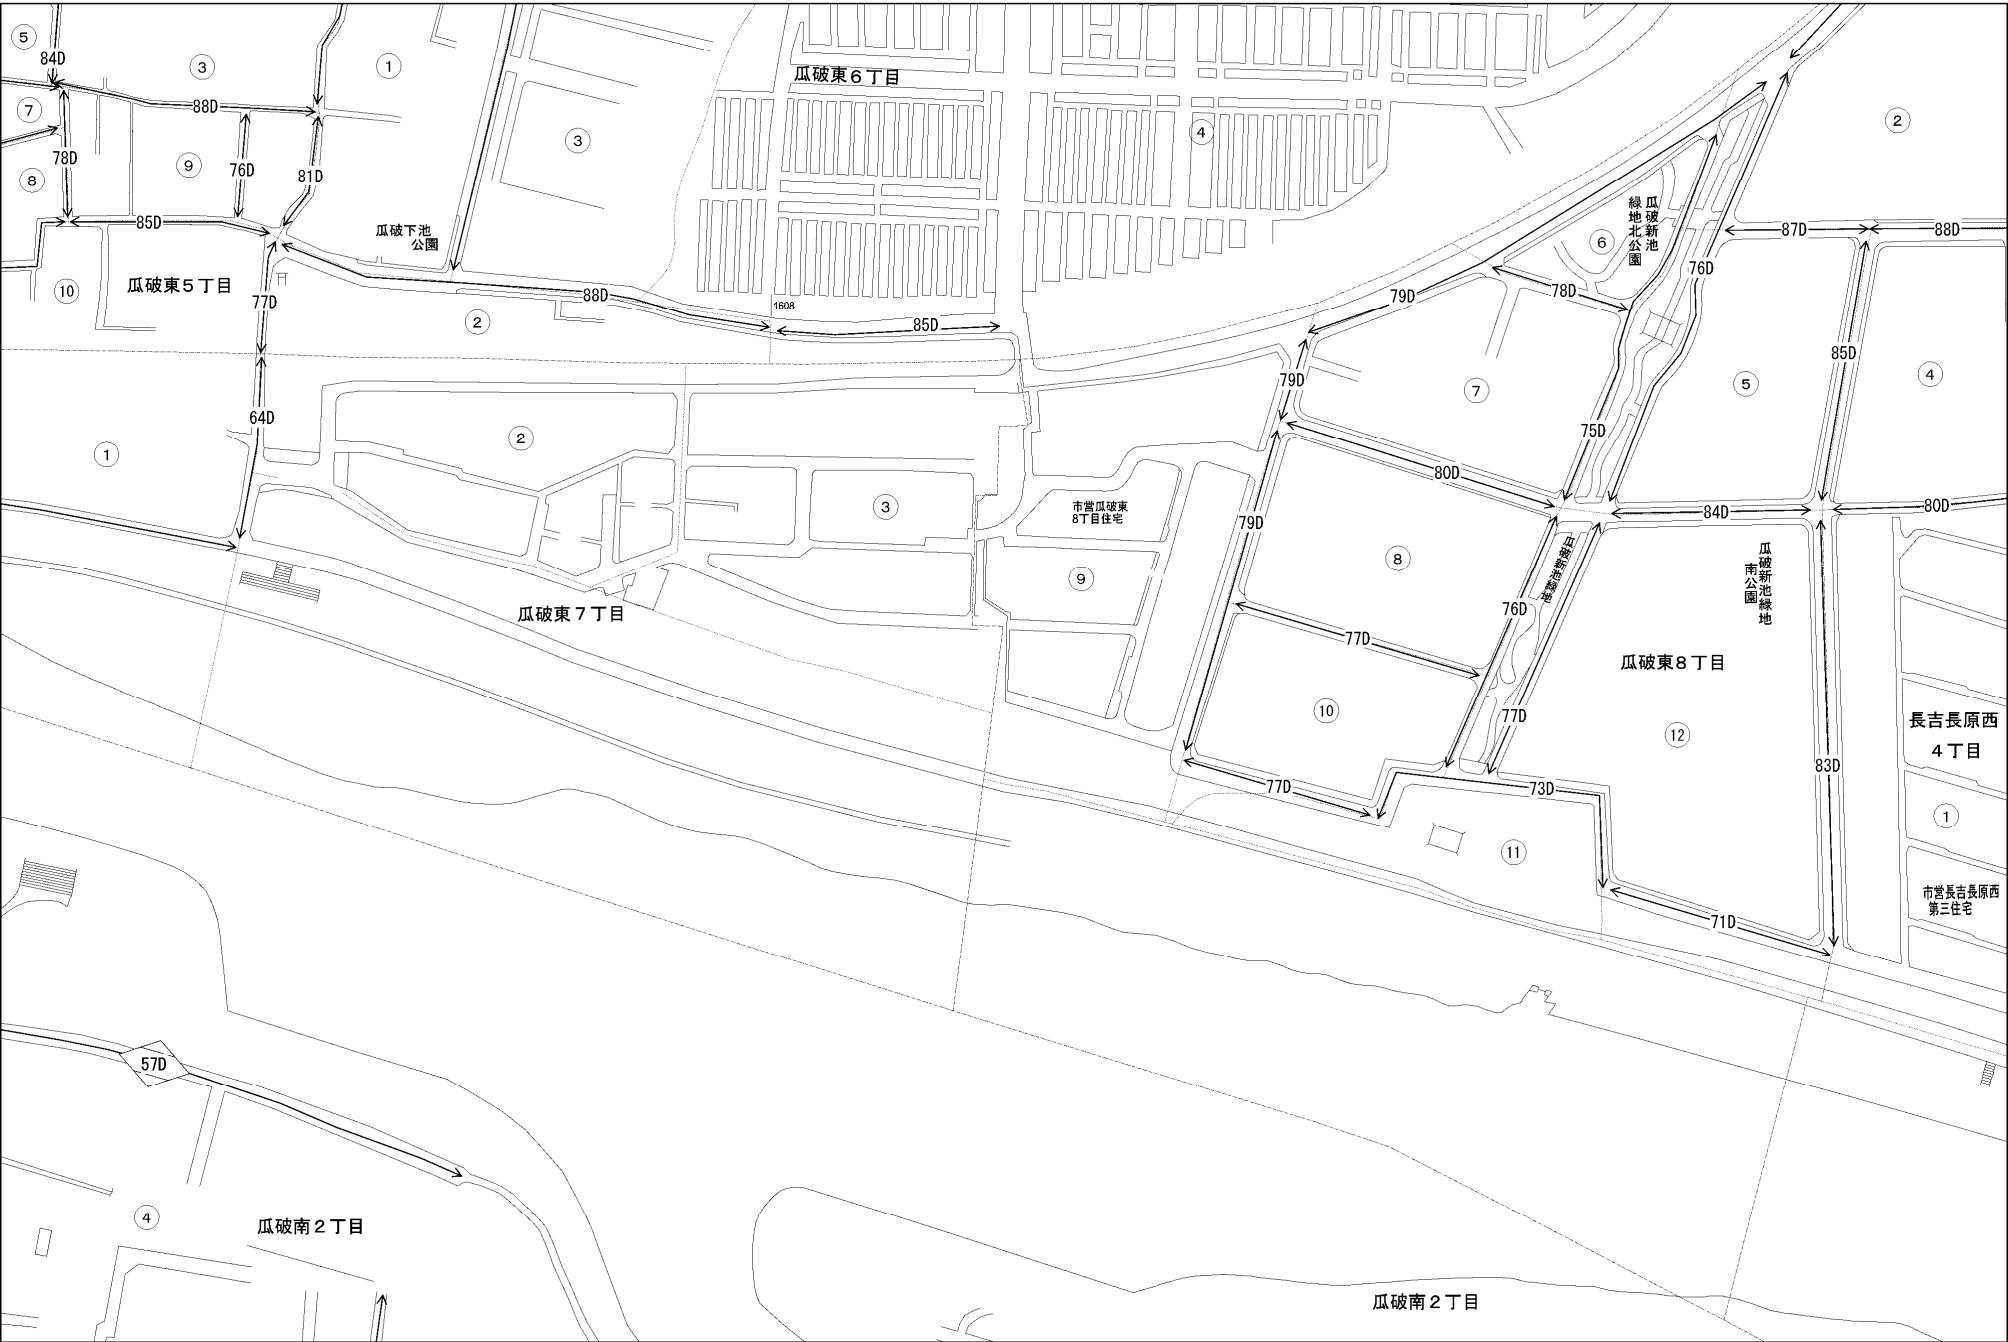 ⑤
84D
③
①
瓜破東６丁目
88D
⑦
78D
⑧
⑨
76D
81D
③
④
②
85D
瓜破下池
公園
瓜破新池
緑地北公園
⑥
87D
88D
⑩
瓜破東５丁目
77D
②
88D
1608
85D
79D
78D
76D
79D
⑦
85D
⑤
④
64D
①
②
75D
80D
③
市営瓜破東
8丁目住宅
79D
84D
80D
⑧
瓜破新池緑地
瓜破新池緑地
南公園
⑨
瓜破東７丁目
76D
77D
瓜破東８丁目
⑩
77D
⑫
長吉長原西
４丁目
83D
77D
73D
①
⑪
市営長吉長原西
第三住宅
71D
57D
④
瓜破南２丁目
瓜破南２丁目